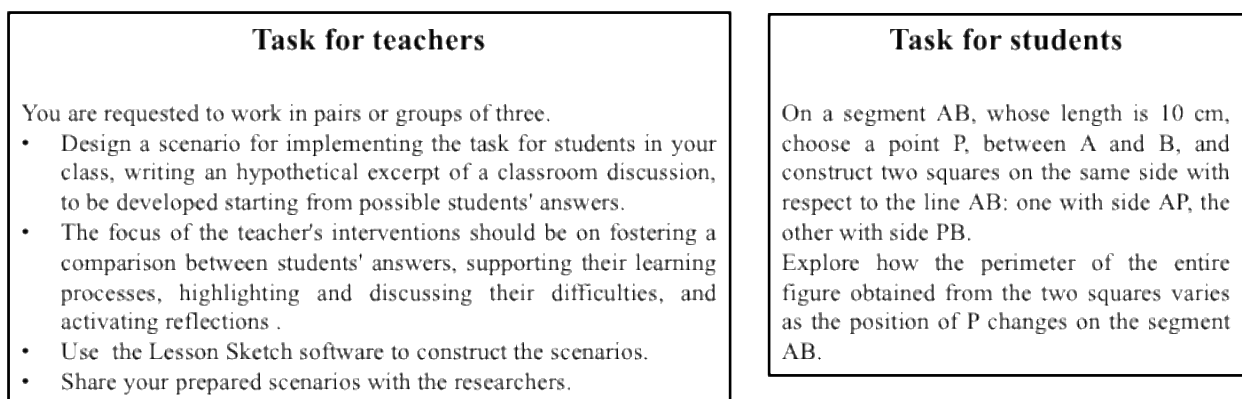 Task for teachers
You are requested to work in pairs or groups of three.
• Design a scenario for implementing the task for students in your
class, writing an hypothetical excerpt of a classroom discussion,
to be developed starting from possible students' answers.
• The focus of the teacher's interventions should be on fostering a
comparison between students' answers, supporting their learning
processes, highlighting and discussing their difficulties, and
activating reflections .
• Use the Lesson Sketch software to construct the scenarios.
• Share your prepared scenarios with the researchers.
Task for students
On a segment AB, whose length is 10 cm,
choose a point P, between A and B, and
construct two squares on the same side with
respect to the line AB: one with side AP, the
other with side PB.
Explore how the perimeter of the entire
figure obtained from the two squares varies
as the position of P changes on the segment
AB.